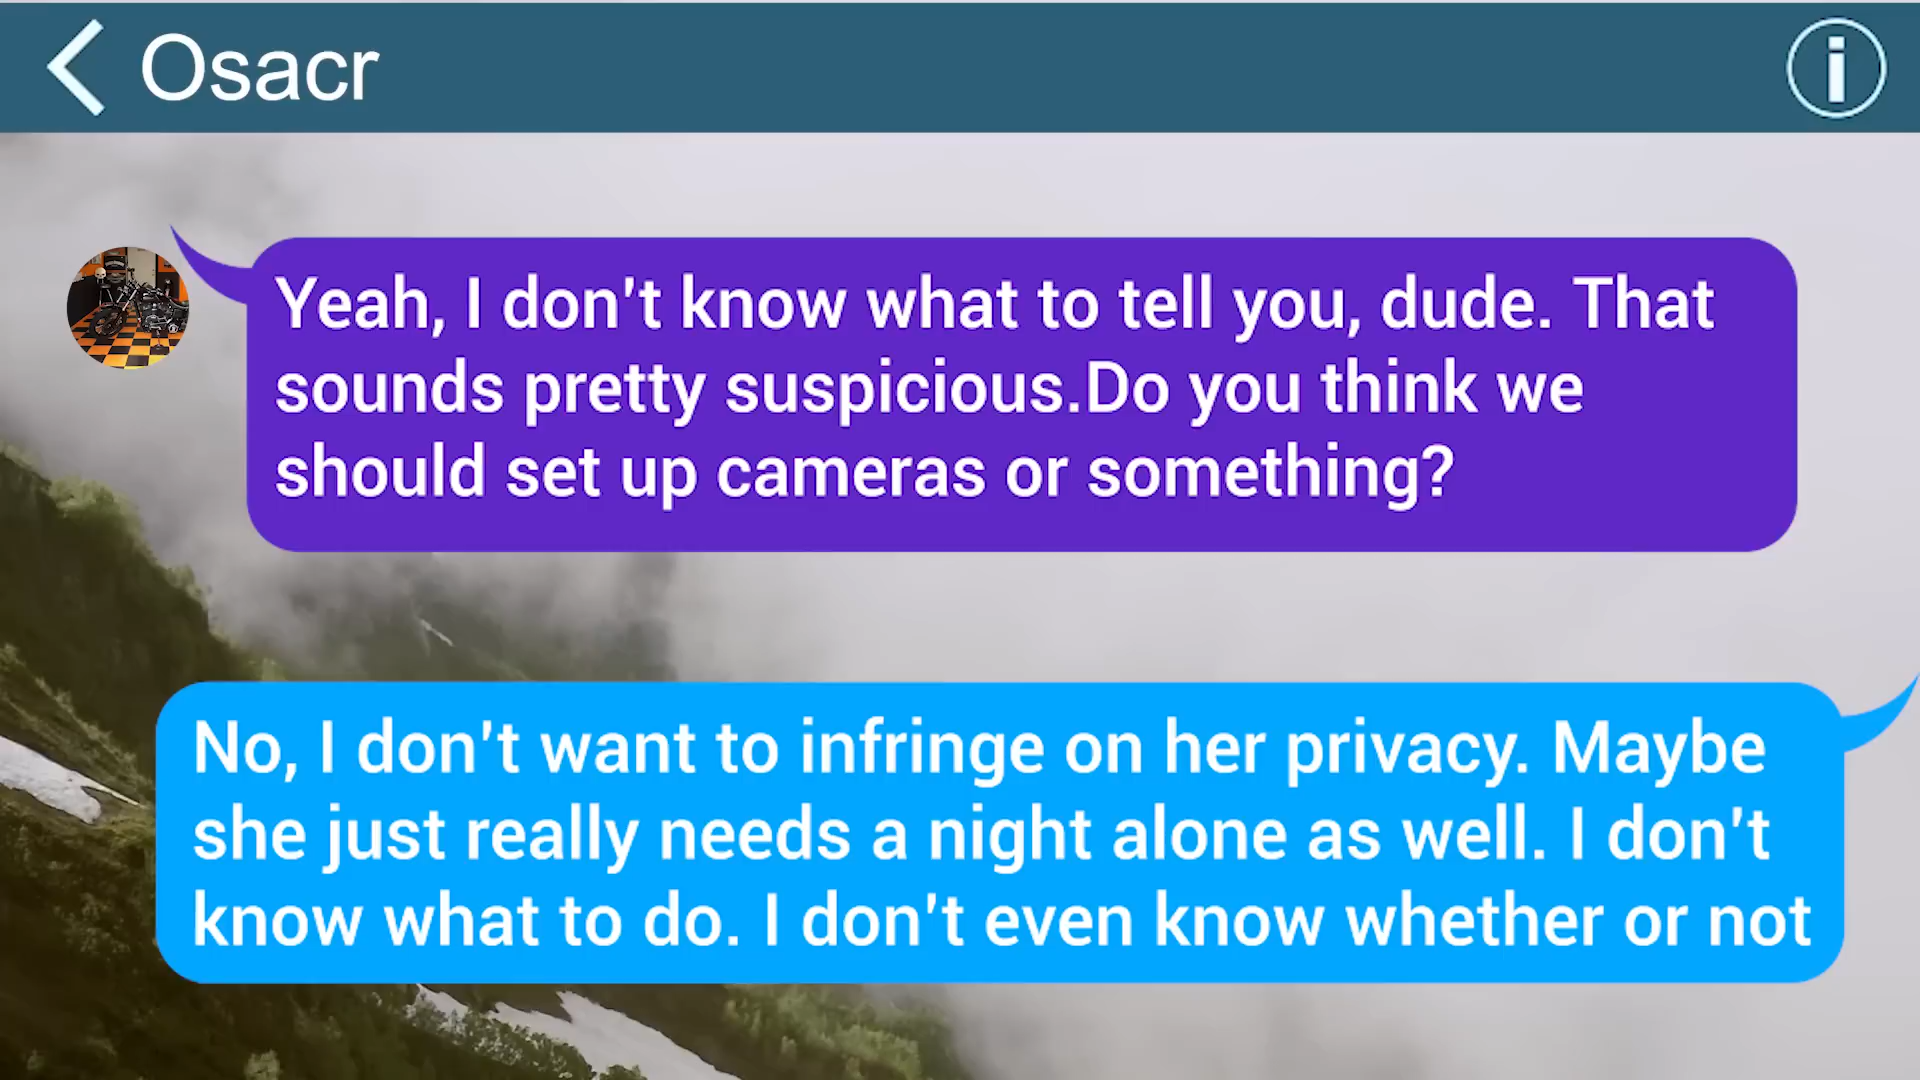 Osacr
Yeah, I don't know what to tell you, dude. That
sounds pretty suspicious.Do you think we
should set up cameras or something?
No, I don't want to infringe on her privacy. Maybe
she just really needs a night alone as well. I don't
know what to do. I don't even know whether or not